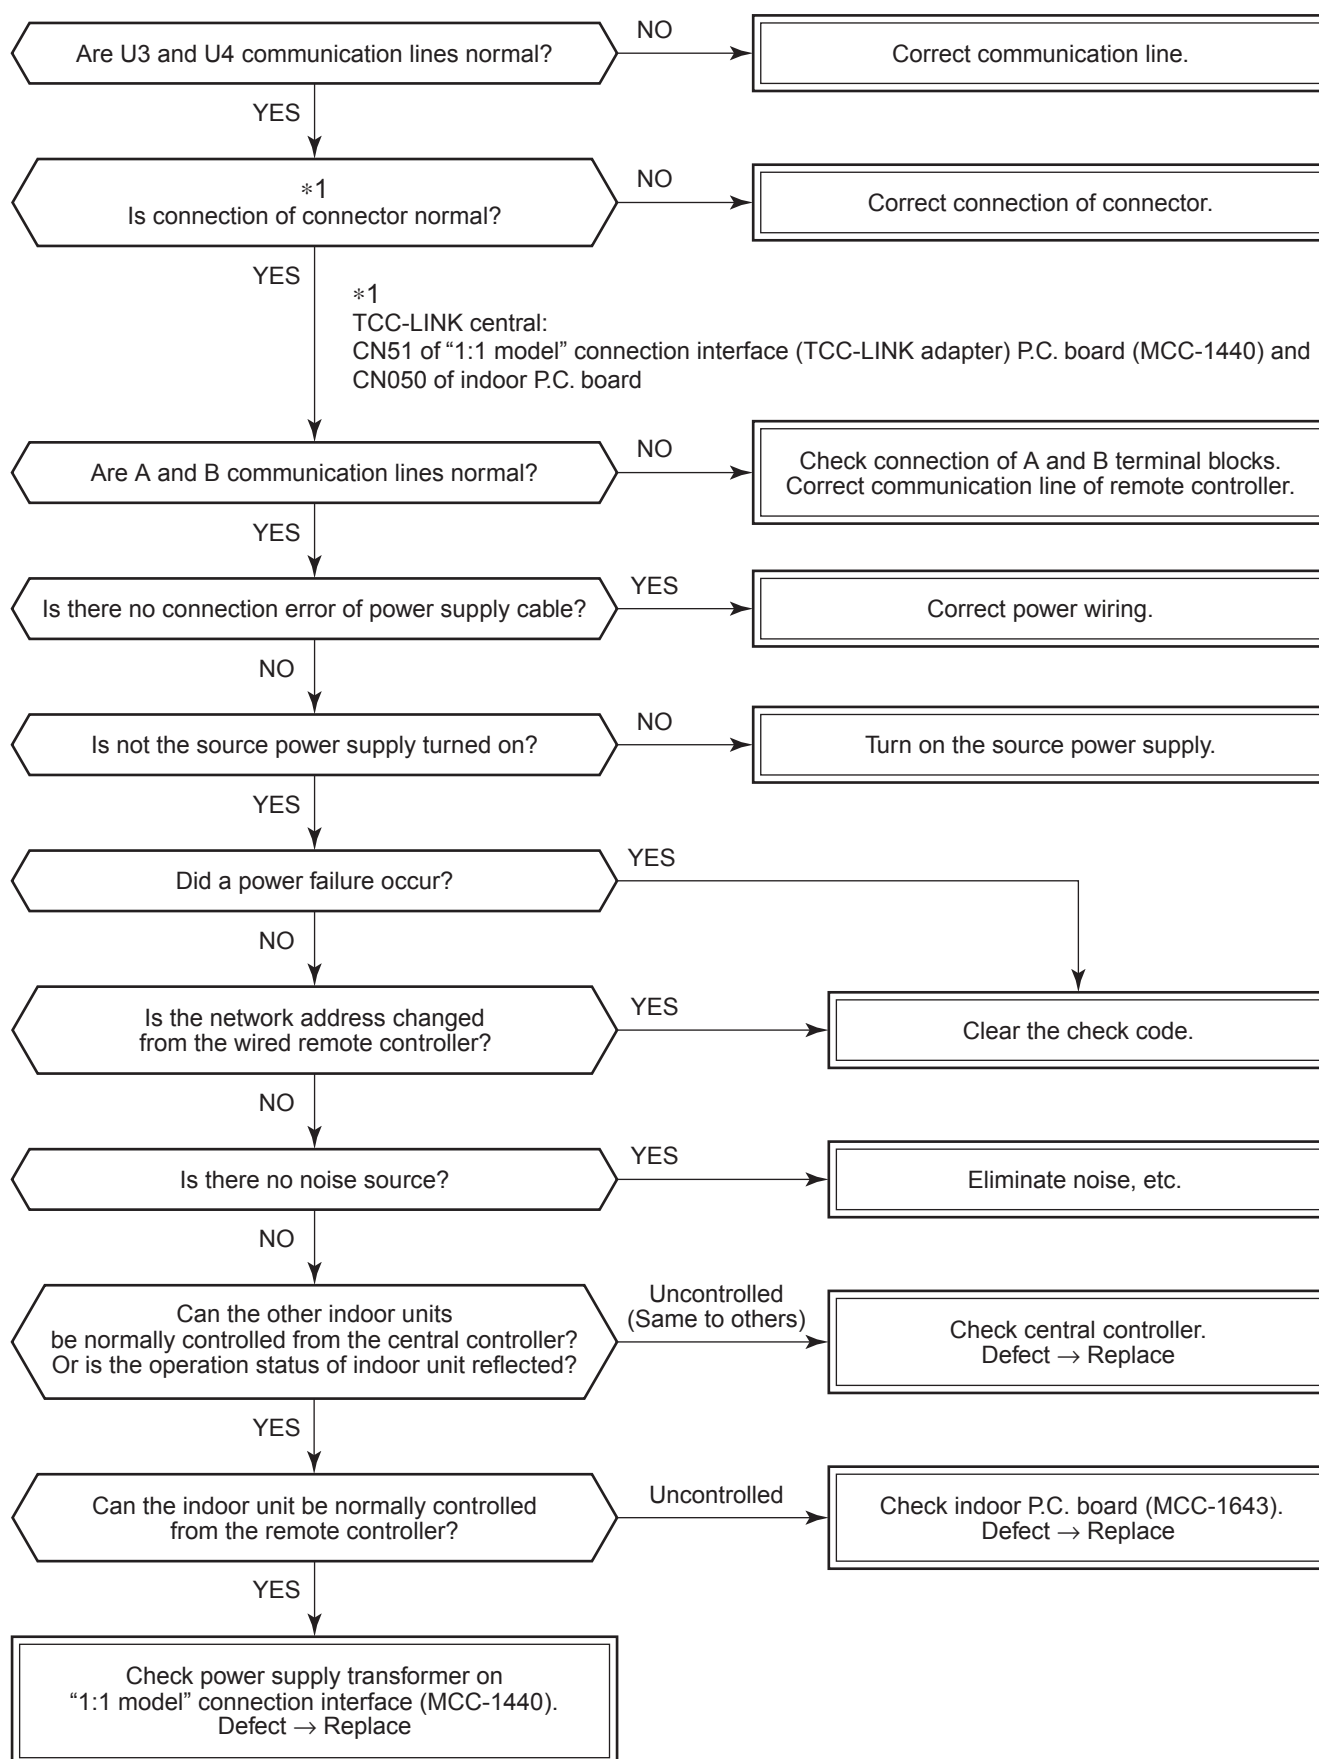 Are U3 and U4 communication lines normal?
NO
Correct communication line.
YES
*1
Is connection of connector normal?
NO
Correct connection of connector.
YES
*1
TCC-LINK central:
CN51 of “1:1 model” connection interface (TCC-LINK adapter) P.C. board (MCC-1440) and
CN050 of indoor P.C. board
Are A and B communication lines normal?
NO
Check connection of A and B terminal blocks.
Correct communication line of remote controller.
YES
Is there no connection error of power supply cable?
YES
Correct power wiring.
NO
Is not the source power supply turned on?
NO
Turn on the source power supply.
YES
Did a power failure occur?
YES
NO
Is the network address changed
from the wired remote controller?
YES
Clear the check code.
NO
Is there no noise source?
YES
Eliminate noise, etc.
NO
Can the other indoor units
be normally controlled from the central controller?
Or is the operation status of indoor unit reflected?
Uncontrolled
(Same to others)
Check central controller.
Defect → Replace
YES
Can the indoor unit be normally controlled
from the remote controller?
Uncontrolled
Check indoor P.C. board (MCC-1643).
Defect → Replace
YES
Check power supply transformer on
“1:1 model” connection interface (MCC-1440).
Defect → Replace